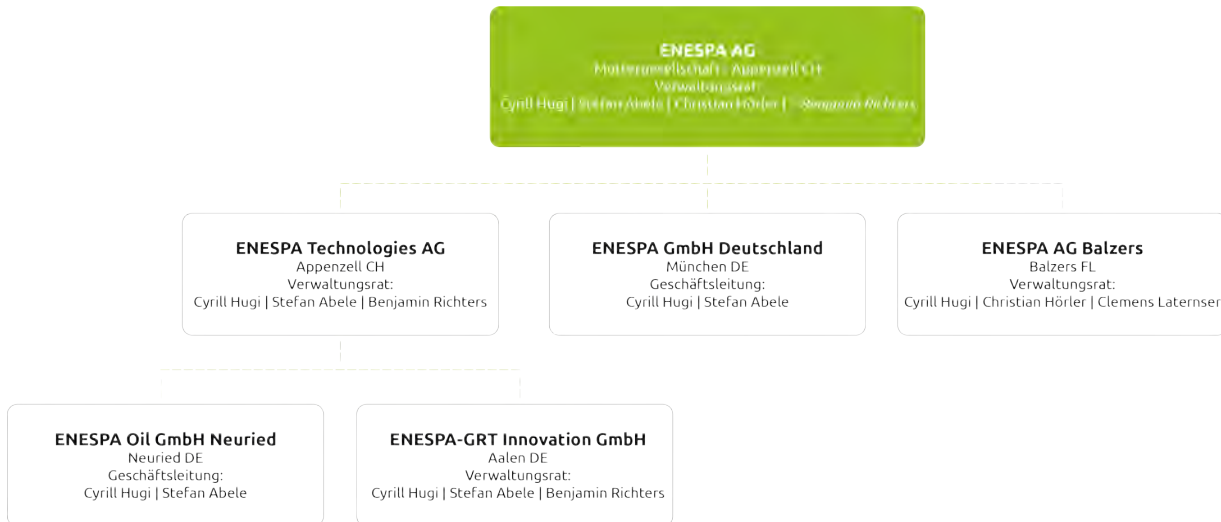 ENESPA AG
Muttergesellschaft - Appenzell CH
Verwaltungsrat:
Cyrill Hugi | Stefan Abele | Christian Hörler | Benjamin Richters
ENESPA Technologies AG
Appenzell CH
Verwaltungsrat:
Cyrill Hugi | Stefan Abele | Benjamin Richters
ENESPA GmbH Deutschland
München DE
Geschäftsleitung:
Cyrill Hugi | Stefan Abele
ENESPA AG Balzers
Balzers FL
Verwaltungsrat:
Cyrill Hugi | Christian Hörler | Clemens Laternser
ENESPA Oil GmbH Neuried
Neuried DE
Geschäftsleitung:
Cyrill Hugi | Stefan Abele
ENESPA-GRT Innovation GmbH
Aalen DE
Verwaltungsrat:
Cyrill Hugi | Stefan Abele | Benjamin Richters